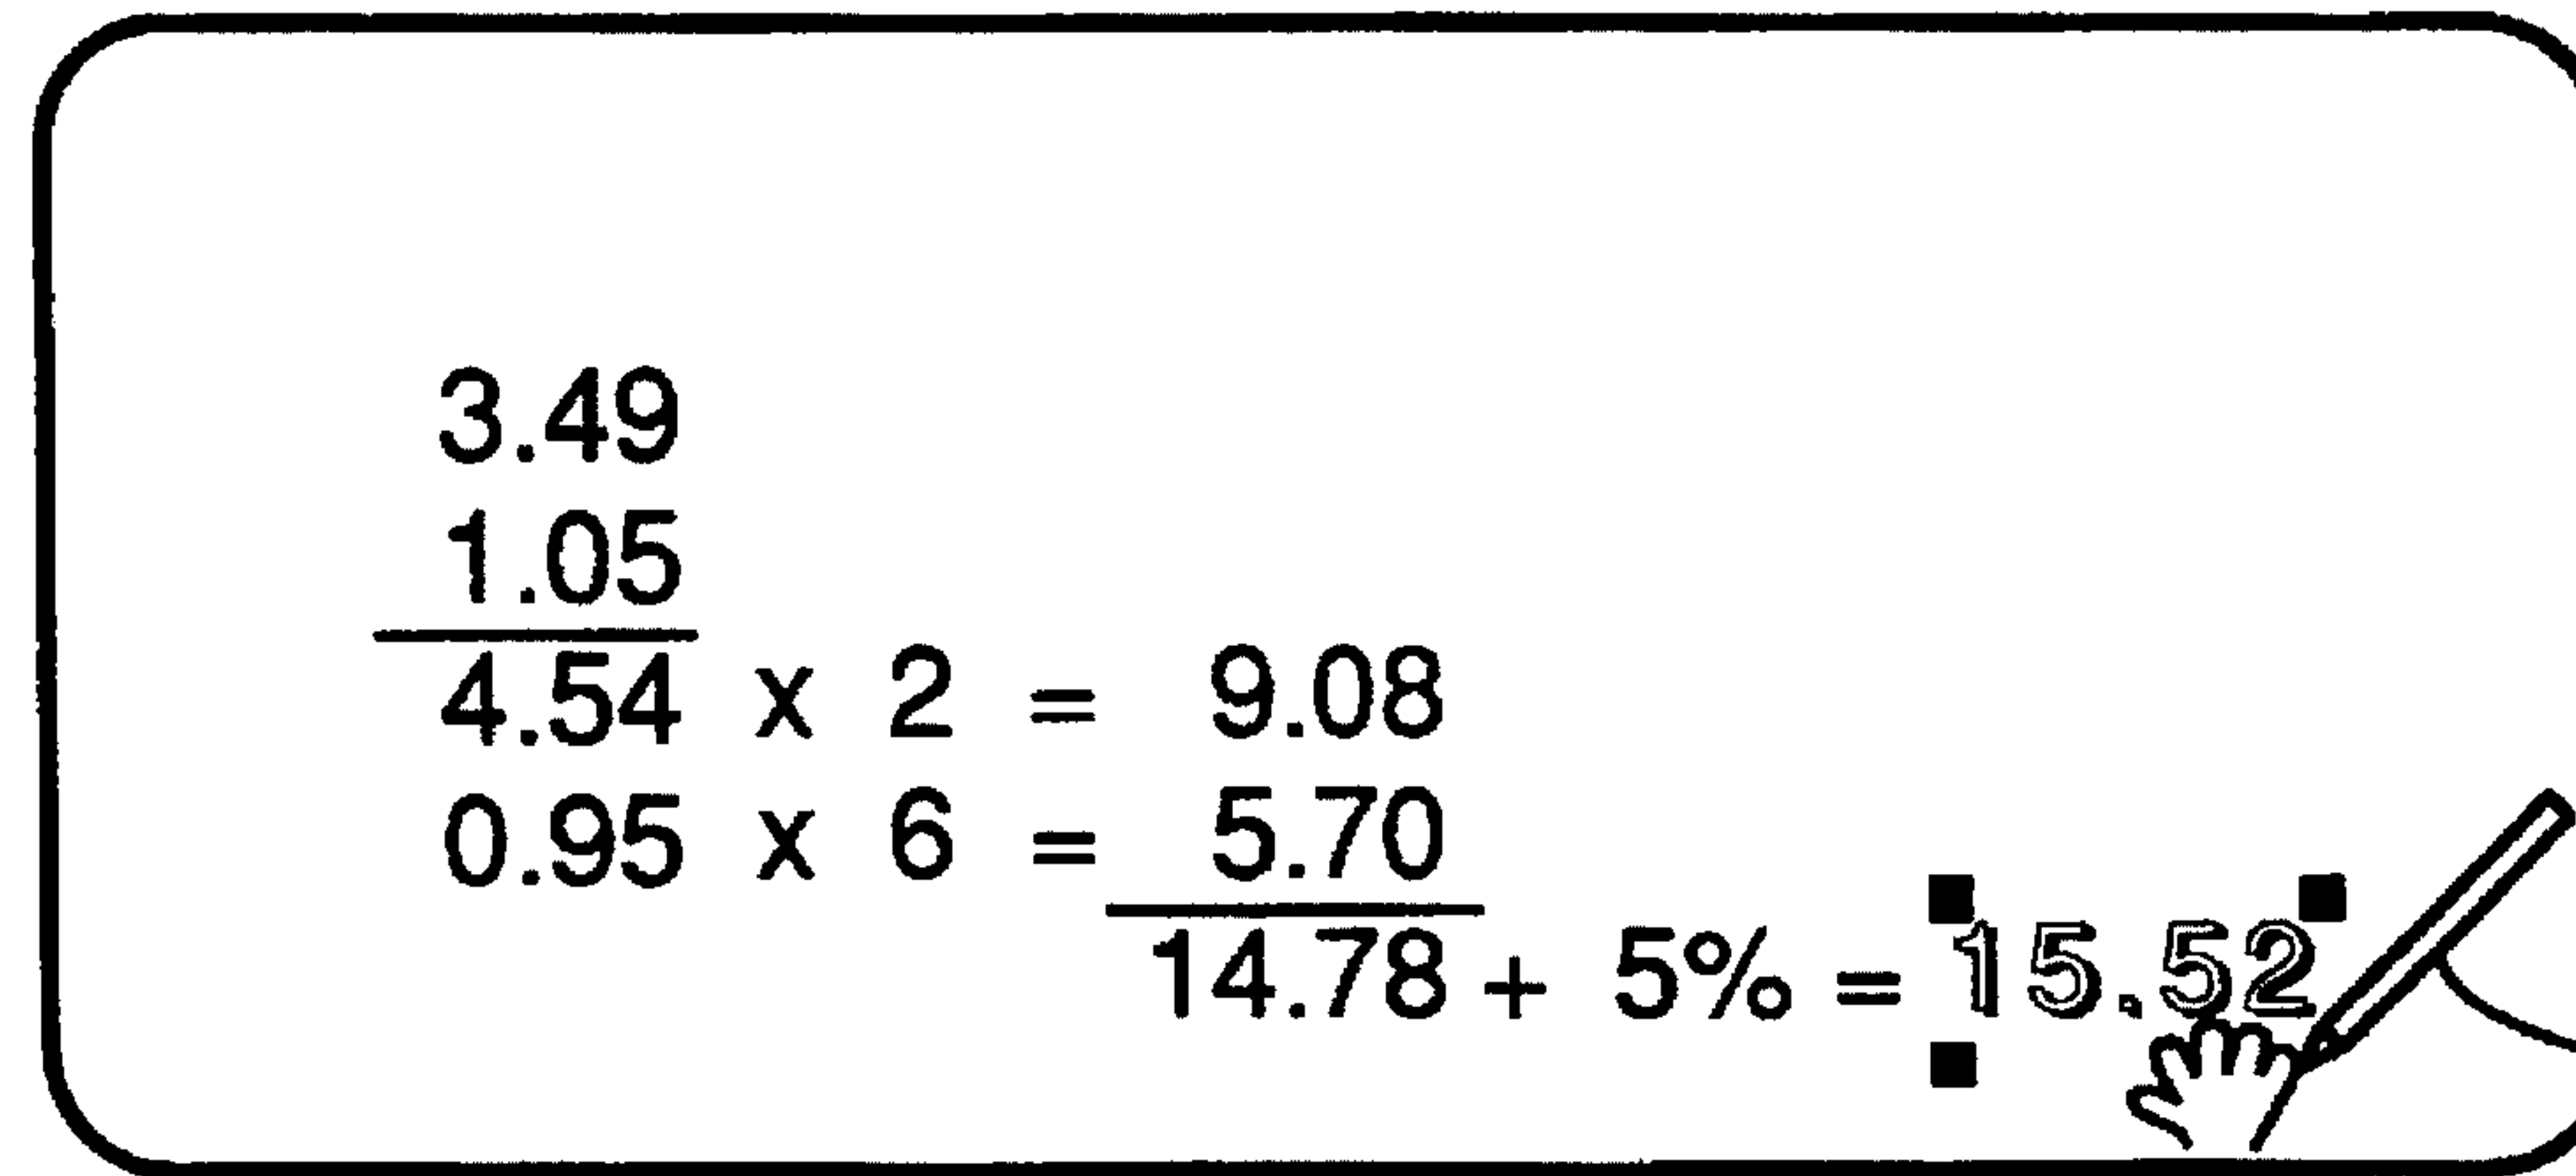 3.49
1.05
4.54 x 2 = 9.08
0.95 x 6 = 5.70
14.78 + 5% = 15.52